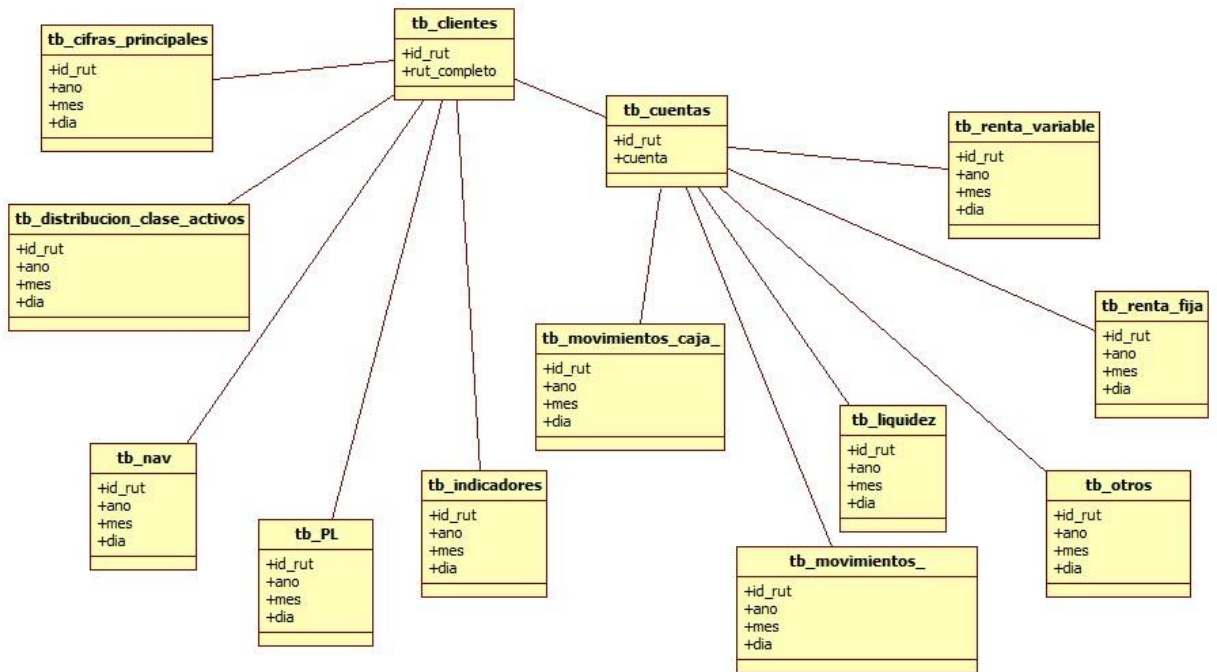 tb_clientes
+id_rut
+rut_completo
tb_cifras_principales
+id_rut
+ano
+mes
+dia
tb_cuentas
+id_rut
+cuenta
tb_renta_variable
+id_rut
+ano
+mes
+dia
tb_distribucion_clase_activos
+id_rut
+ano
+mes
+dia
tb_renta_fija
+id_rut
+ano
+mes
+dia
tb_movimientos_caja_
+id_rut
+ano
+mes
+dia
tb_liquidez
+id_rut
+ano
+mes
+dia
tb_nav
+id_rut
+ano
+mes
+dia
tb_indicadores
+id_rut
+ano
+mes
+dia
tb_otros
+id_rut
+ano
+mes
+dia
tb_PL
+id_rut
+ano
+mes
+dia
tb_movimientos_
+id_rut
+ano
+mes
+dia